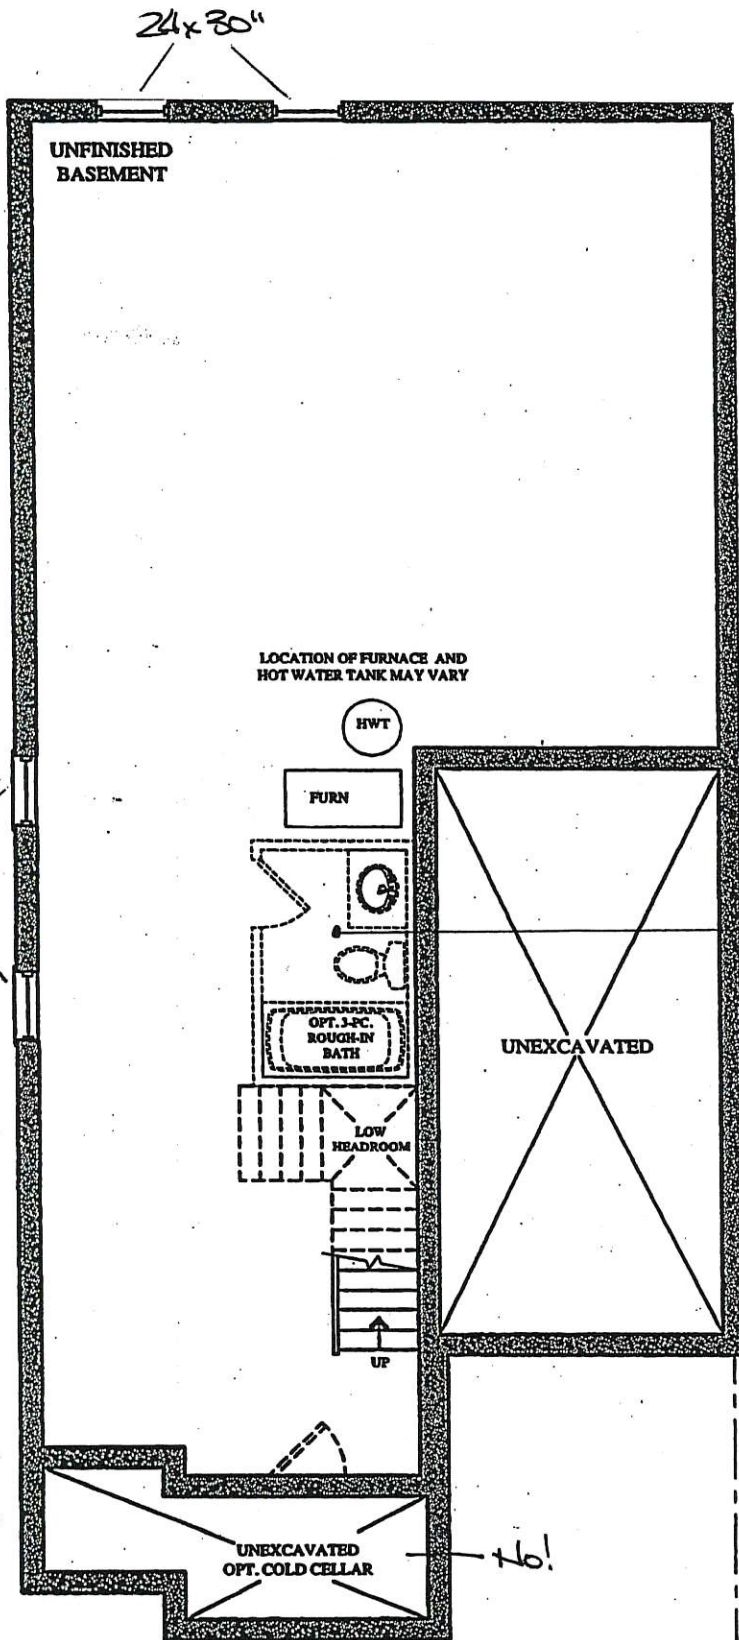 24x30"
UNFINISHED
BASEMENT
LOCATION OF FURNACE AND
HOT WATER TANK MAY VARY
HWT
FURN
OPT. 3-PC.
ROUGH-IN
BATH
UNEXCAVATED
LOW
HEADROOM
UP
UNEXCAVATED
OPT. COLD CELLAR
No!